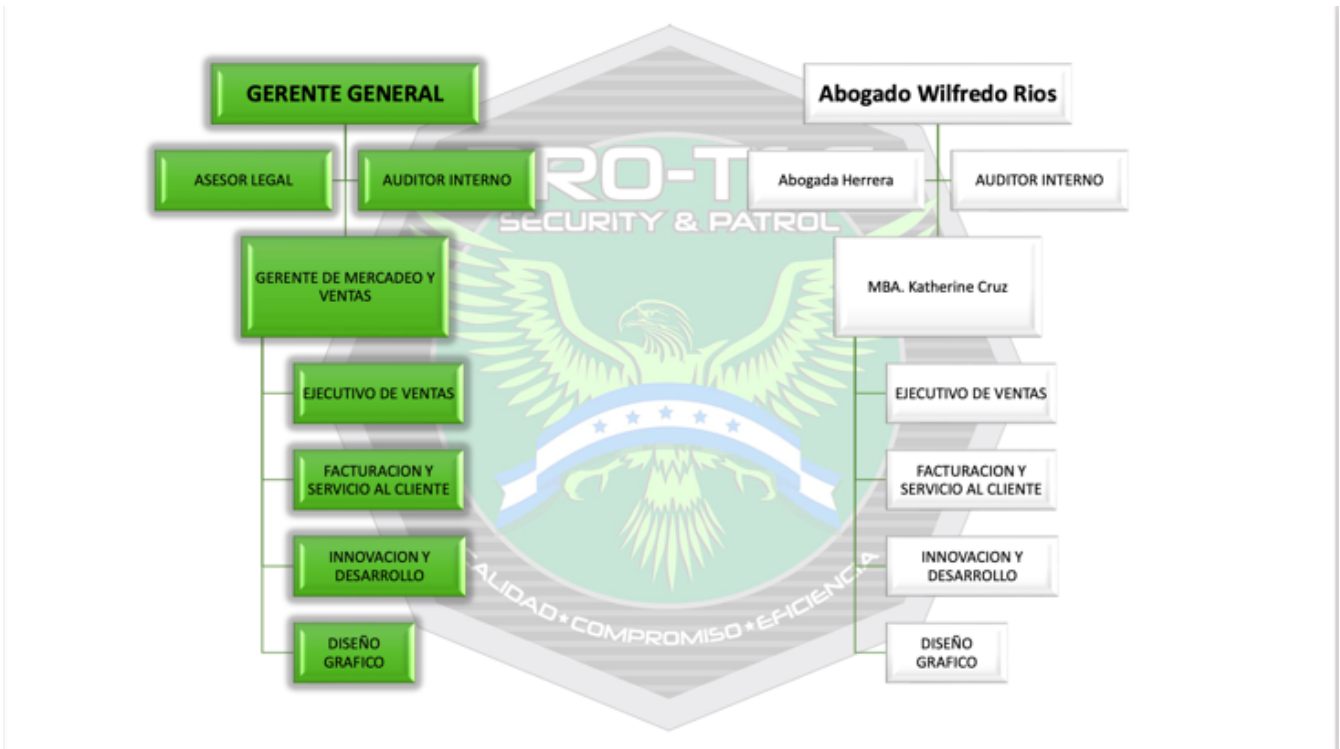 GERENTE GENERAL
ASESOR LEGAL
AUDITOR INTERNO
GERENTE DE MERCADEO Y
VENTAS
EJECUTIVO DE VENTAS
FACTURACION Y
SERVICIO AL CLIENTE
INNOVACION Y
DESARROLLO
DISEÑO
GRAFICO
Abogado Wilfredo Rios
Abogada Herrera
AUDITOR INTERNO
MBA. Katherine Cruz
EJECUTIVO DE VENTAS
FACTURACION Y
SERVICIO AL CLIENTE
INNOVACION Y
DESARROLLO
DISEÑO
GRAFICO
SECURITY & PATROL
CALIDAD★COMPROMISO★EFICIENCIA